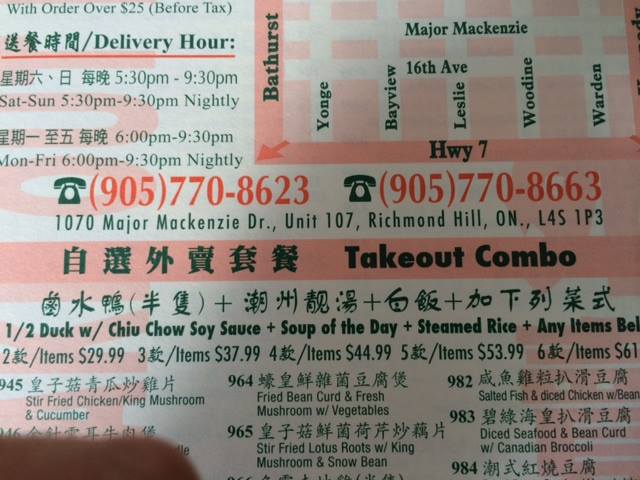 With Order Over $25 (Before Tax)
送餐時間/Delivery Hour:
星期六、日 每晚 5:30pm - 9:30pm
Sat-Sun 5:30pm-9:30pm Nightly
星期一 至五 每晚 6:00pm-9:30pm
Mon-Fri 6:00pm-9:30pm Nightly
Major Mackenzie
16th Ave
Bathurst
Yonge
Bayview
Leslie
Woodine
Warden
Hwy 7
☎(905)770-8623 ☎(905)770-8663
1070 Major Mackenzie Dr., Unit 107, Richmond Hill, ON., L4S 1P3
自選外賣套餐 Takeout Combo
鹵水鴨(半隻)+潮州靚湯+白飯+加下列菜式
1/2 Duck w/ Chiu Chow Soy Sauce + Soup of the Day + Steamed Rice + Any Items Bel
2款/Items $29.99 3款/Items $37.99 4款/Items $44.99 5款/Items $53.99 6款/Items $61
945 皇子菇青瓜炒雞片
Stir Fried Chicken/King Mushroom
& Cucumber
946 金針雲耳牛肉煲
964 蠔皇鮮雜菌豆腐煲
Fried Bean Curd & Fresh
Mushroom w/ Vegetables
965 皇子菇鮮菌荷芹炒藕片
Stir Fried Lotus Roots w/ King
Mushroom & Snow Bean
982 咸魚雞粒扒滑豆腐
Salted Fish & diced Chicken w/Bean
983 碧綠海皇扒滑豆腐
Diced Seafood & Bean Curd
w/ Canadian Broccoli
984 潮式紅燒豆腐